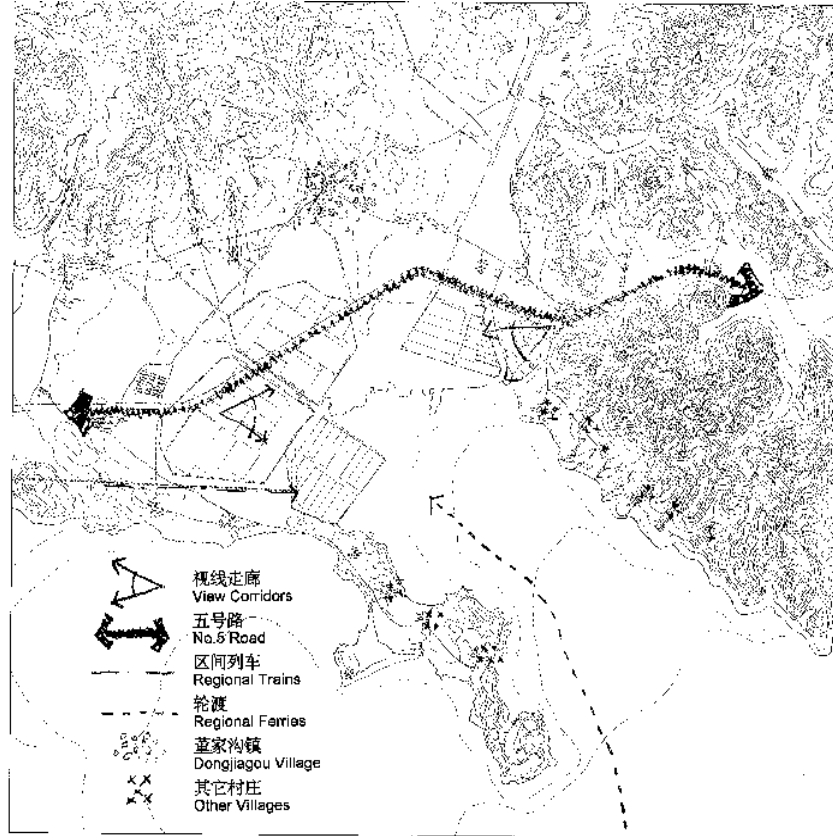 视线走廊
View Corridors
五号路
No.5 Road
区间列车
Regional Trains
轮渡
Regional Ferries
董家沟镇
Dongjiagou Village
其它村庄
Other Villages